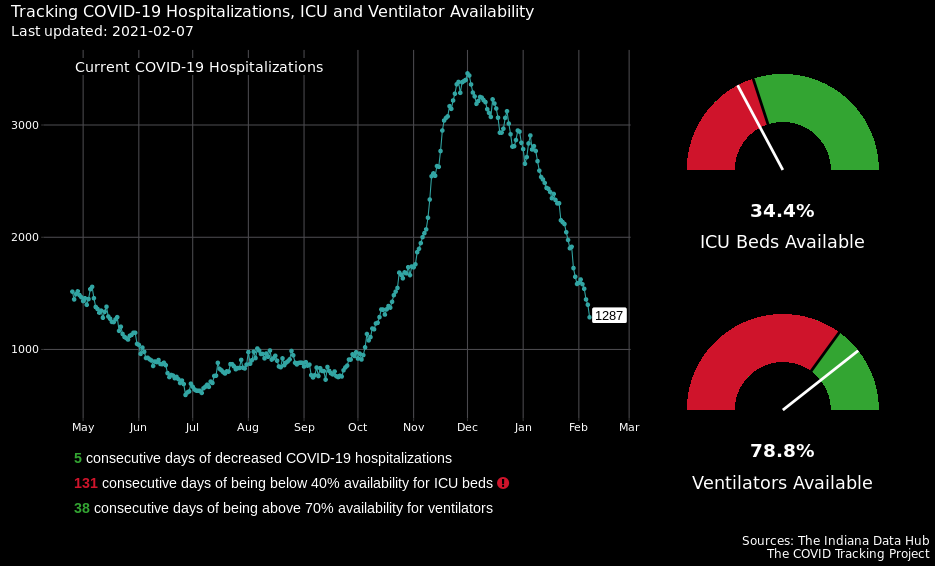 Tracking COVID-19 Hospitalizations, ICU and Ventilator Availability
Last updated: 2021-02-07
Current COVID-19 Hospitalizations
3000
2000
1000
1287
May Jun Jul Aug Sep Oct Nov Dec Jan Feb Mar
34.4%
ICU Beds Available
78.8%
Ventilators Available
5 consecutive days of decreased COVID-19 hospitalizations
131 consecutive days of being below 40% availability for ICU beds !
38 consecutive days of being above 70% availability for ventilators
Sources: The Indiana Data Hub
The COVID Tracking Project